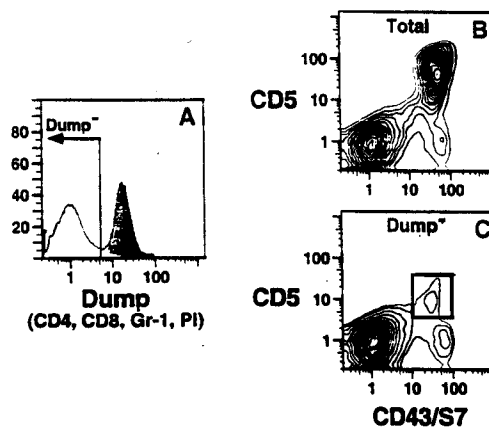 A
Dump-
80
60
40
20
1 10 100
Dump
(CD4, CD8, Gr-1, PI)
B
Total
100
CD5
10
1
1 10 100
C
Dump-
100
CD5
10
1
1 10 100
CD43/S7